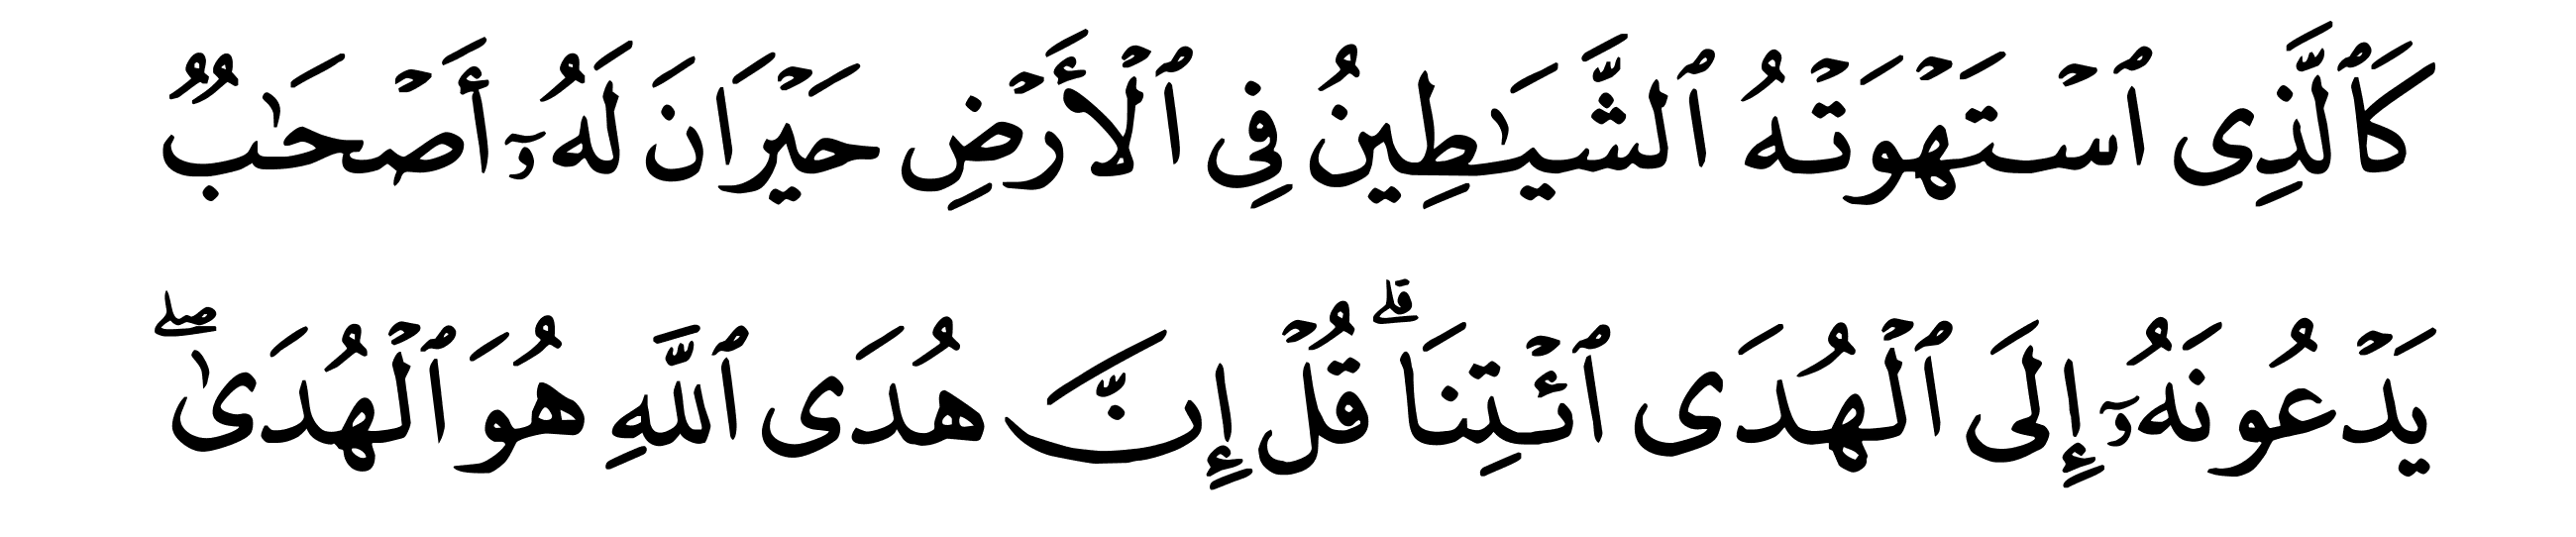 كَٱلَّذِى ٱسۡتَهۡوَتۡهُ ٱلشَّيَـٰطِينُ فِى ٱلۡأَرۡضِ حَيۡرَانَ لَهُۥٓ أَصۡحَـٰبٌ
يَدۡعُونَهُۥٓ إِلَى ٱلۡهُدَى ٱئۡتِنَاۗ قُلۡ إِنَّ هُدَى ٱللَّهِ هُوَ ٱلۡهُدَىٰۖ